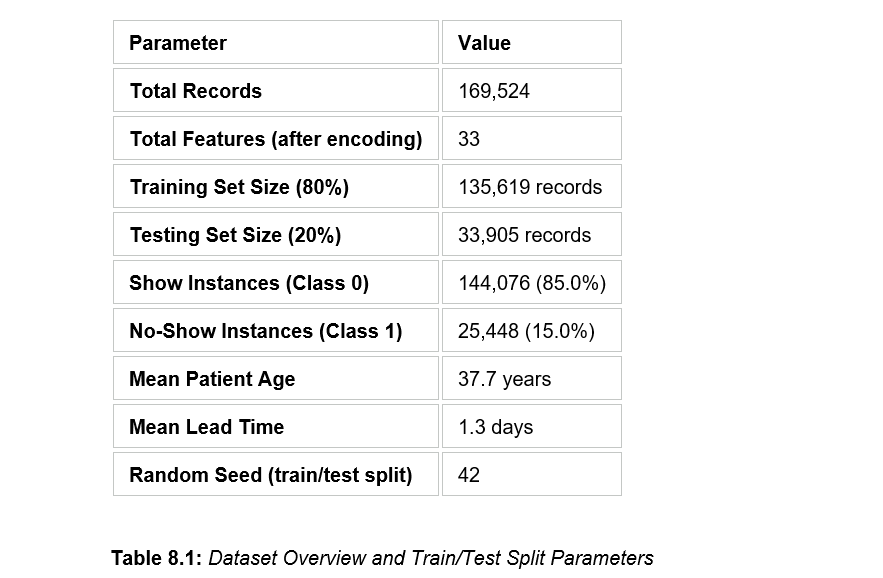 Parameter Value
Total Records 169,524
Total Features (after encoding) 33
Training Set Size (80%) 135,619 records
Testing Set Size (20%) 33,905 records
Show Instances (Class 0) 144,076 (85.0%)
No-Show Instances (Class 1) 25,448 (15.0%)
Mean Patient Age 37.7 years
Mean Lead Time 1.3 days
Random Seed (train/test split) 42
Table 8.1: Dataset Overview and Train/Test Split Parameters